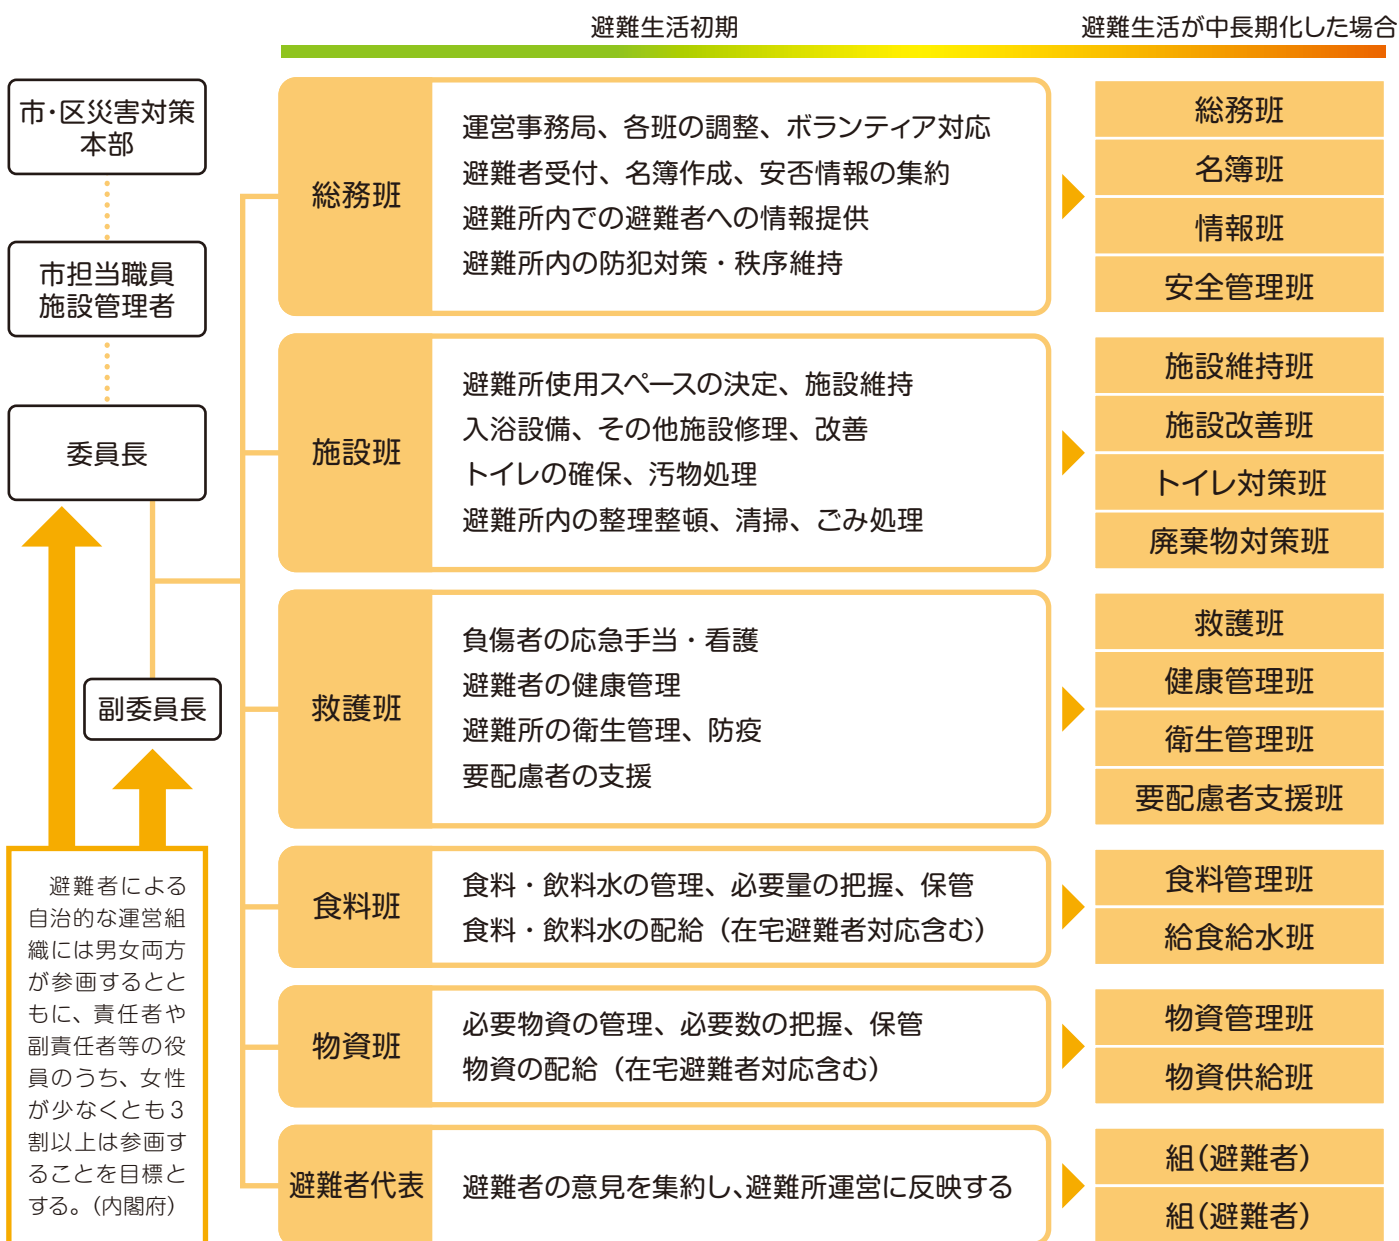 避難生活初期
避難生活が中長期化した場合
市・区災害対策
本部
市担当職員
施設管理者
委員長
副委員長
避難者による
自治的な運営組
織には男女両方
が参画するとと
もに、責任者や
副責任者等の役
員のうち、女性
が少なくとも3
割以上は参画す
ることを目標と
する。(内閣府)
総務班
運営事務局、各班の調整、ボランティア対応
避難者受付、名簿作成、安否情報の集約
避難所内での避難者への情報提供
避難所内の防犯対策・秩序維持
総務班
名簿班
情報班
安全管理班
施設班
避難所使用スペースの決定、施設維持
入浴設備、その他施設修理、改善
トイレの確保、汚物処理
避難所内の整理整頓、清掃、ごみ処理
施設維持班
施設改善班
トイレ対策班
廃棄物対策班
救護班
負傷者の応急手当・看護
避難者の健康管理
避難所の衛生管理、防疫
要配慮者の支援
救護班
健康管理班
衛生管理班
要配慮者支援班
食料班
食料・飲料水の管理、必要量の把握、保管
食料・飲料水の配給（在宅避難者対応含む）
食料管理班
給食給水班
物資班
必要物資の管理、必要数の把握、保管
物資の配給（在宅避難者対応含む）
物資管理班
物資供給班
避難者代表
避難者の意見を集約し、避難所運営に反映する
組(避難者)
組(避難者)